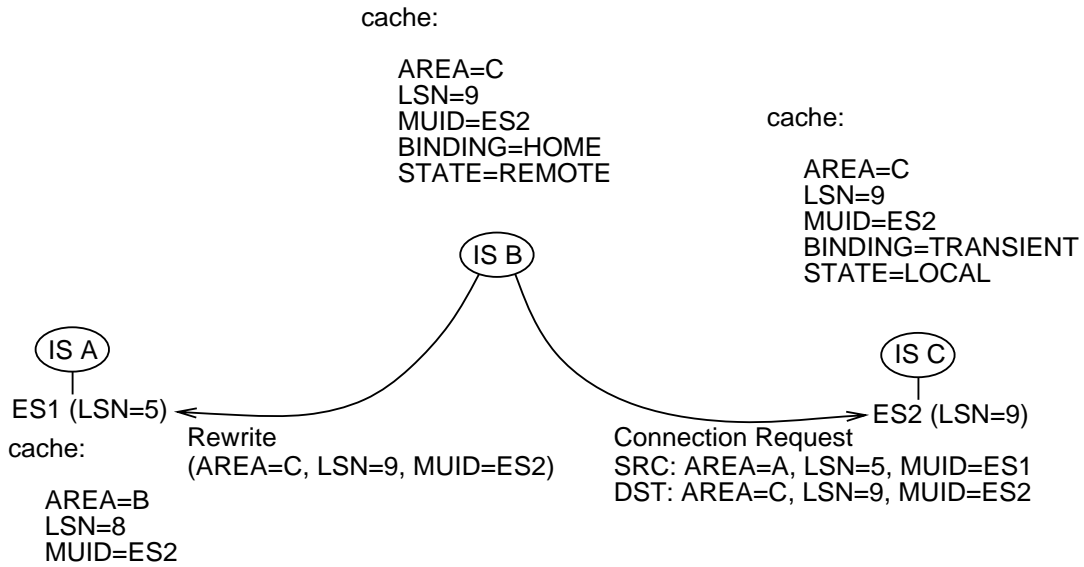 cache:
AREA=C
LSN=9
MUID=ES2
BINDING=HOME
STATE=REMOTE
cache:
AREA=C
LSN=9
MUID=ES2
BINDING=TRANSIENT
STATE=LOCAL
IS B
IS A
IS C
ES1 (LSN=5)
ES2 (LSN=9)
cache:
AREA=B
LSN=8
MUID=ES2
Rewrite
(AREA=C, LSN=9, MUID=ES2)
Connection Request
SRC: AREA=A, LSN=5, MUID=ES1
DST: AREA=C, LSN=9, MUID=ES2